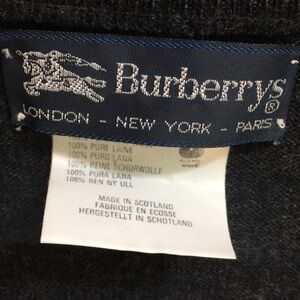 Burberrys®
LONDON - NEW YORK - PARIS
100% PURE LAINE
100% PURO LANA
100% REINE SCHURWOLLE
100% PURA LANA
100% REN NY ULL
MADE IN SCOTLAND
FABRIQUE EN ECOSSE
HERGESTELLT IN SCHOTLAND